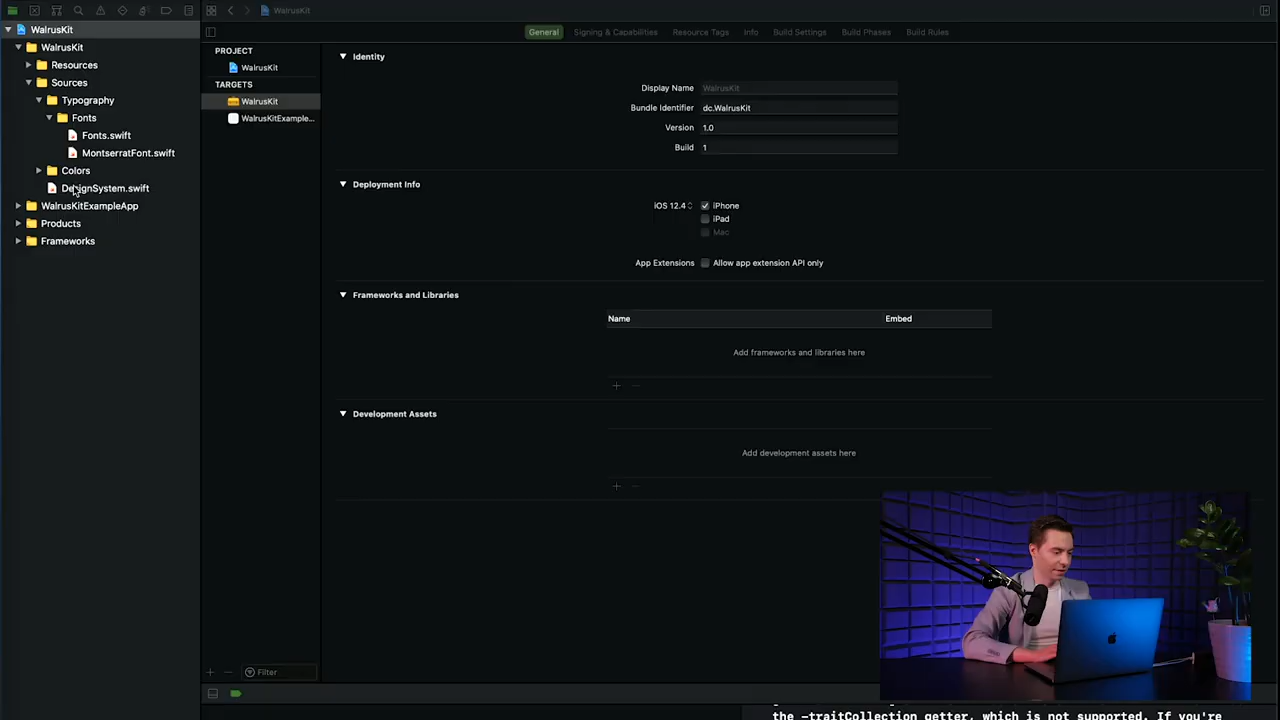 WalrusKit
WalrusKit
Resources
Sources
Typography
Fonts
Fonts.swift
MontserratFont.swift
Colors
DesignSystem.swift
WalrusKitExampleApp
Products
Frameworks
WalrusKit
General
Signing & Capabilities
Resource Tags
Info
Build Settings
Build Phases
Build Rules
PROJECT
WalrusKit
TARGETS
WalrusKit
WalrusKitExample...
Filter
Identity
Display Name WalrusKit
Bundle Identifier dc.WalrusKit
Version 1.0
Build 1
Deployment Info
iOS 12.4 iPhone
iPad
Mac
App Extensions Allow app extension API only
Frameworks and Libraries
Name Embed
Add frameworks and libraries here
Development Assets
Add development assets here
the -traitCollection getter, which is not supported. If you're